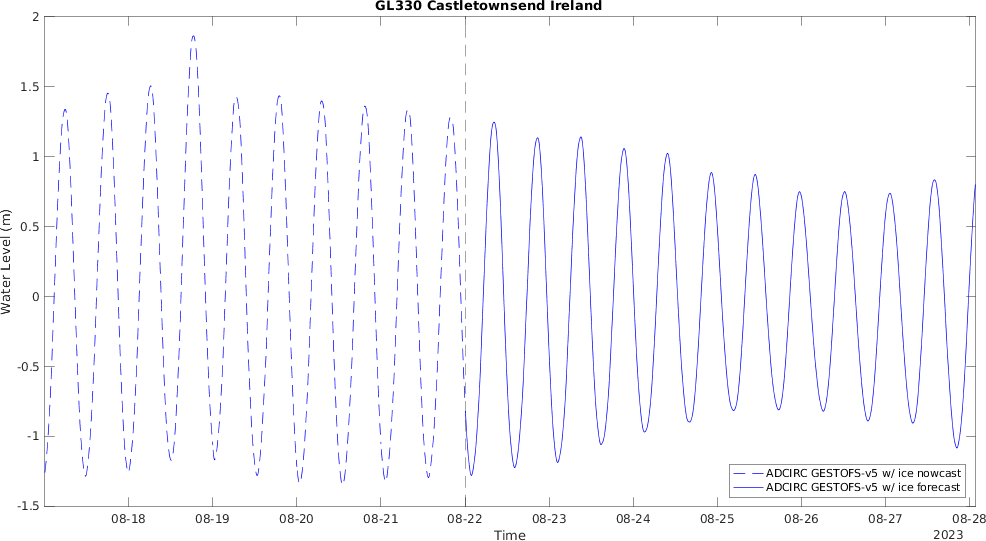 GL330 Castletownsend Ireland
2
1.5
1
0.5
0
-0.5
-1
-1.5
Water Level (m)
ADCIRC GESTOFS-v5 w/ ice nowcast
ADCIRC GESTOFS-v5 w/ ice forecast
08-18 08-19 08-20 08-21 08-22 08-23 08-24 08-25 08-26 08-27 08-28
Time
2023